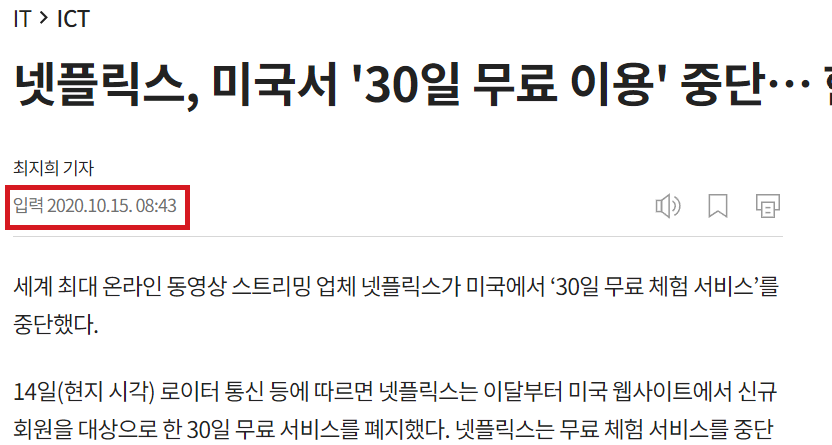 IT > ICT
넷플릭스, 미국서 '30일 무료 이용' 중단…
최지희 기자
입력 2020.10.15. 08:43
세계 최대 온라인 동영상 스트리밍 업체 넷플릭스가 미국에서 ‘30일 무료 체험 서비스’를
중단했다.
14일(현지 시각) 로이터 통신 등에 따르면 넷플릭스는 이달부터 미국 웹사이트에서 신규
회원을 대상으로 한 30일 무료 서비스를 폐지했다. 넷플릭스는 무료 체험 서비스를 중단